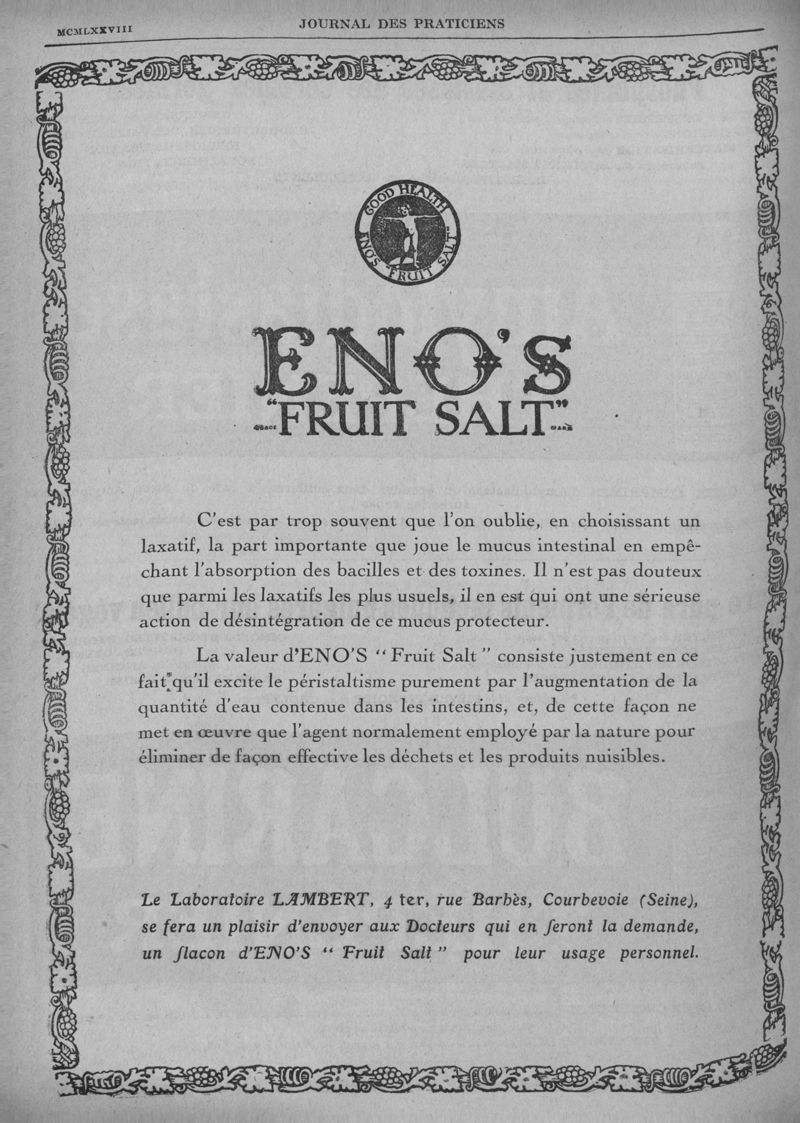 MCMLXXVIII
JOURNAL DES PRATICIENS
GOOD HEALTH
ENO'S "FRUIT SALT"
ENO'S
TRADE "FRUIT SALT" MARK
C'est par trop souvent que l'on oublie, en choisissant un
laxatif, la part importante que joue le mucus intestinal en empê-
chant l'absorption des bacilles et des toxines. Il n'est pas douteux
que parmi les laxatifs les plus usuels, il en est qui ont une sérieuse
action de désintégration de ce mucus protecteur.
La valeur d'ENO'S “ Fruit Salt ” consiste justement en ce
fait qu'il excite le péristaltisme purement par l'augmentation de la
quantité d'eau contenue dans les intestins, et, de cette façon ne
met en œuvre que l'agent normalement employé par la nature pour
éliminer de façon effective les déchets et les produits nuisibles.
Le Laboratoire LAMBERT, 4 ter, rue Barbès, Courbevoie (Seine),
se fera un plaisir d'envoyer aux Docteurs qui en feront la demande,
un flacon d'ENO'S “ Fruit Salt ” pour leur usage personnel.